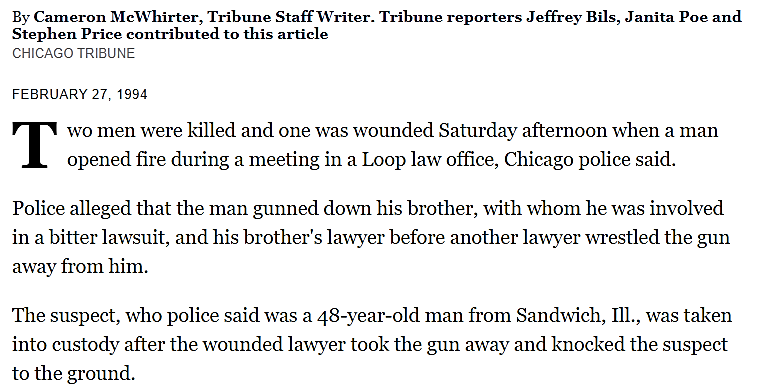 By Cameron McWhirter, Tribune Staff Writer. Tribune reporters Jeffrey Bils, Janita Poe and
Stephen Price contributed to this article
CHICAGO TRIBUNE
FEBRUARY 27, 1994
Two men were killed and one was wounded Saturday afternoon when a man
opened fire during a meeting in a Loop law office, Chicago police said.
Police alleged that the man gunned down his brother, with whom he was involved
in a bitter lawsuit, and his brother's lawyer before another lawyer wrestled the gun
away from him.
The suspect, who police said was a 48-year-old man from Sandwich, Ill., was taken
into custody after the wounded lawyer took the gun away and knocked the suspect
to the ground.